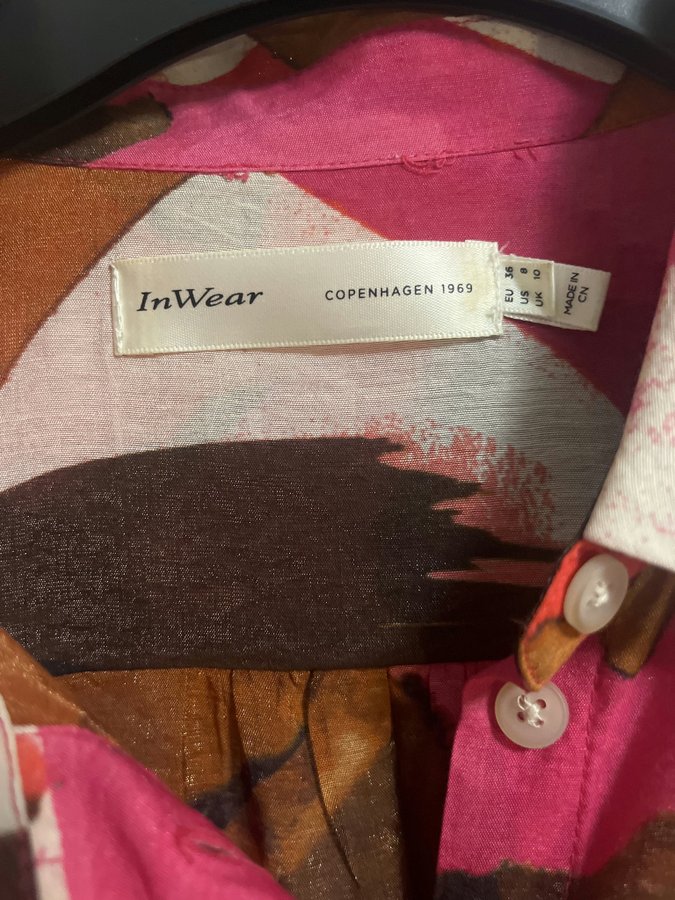 InWear
COPENHAGEN 1969
EU 36
US 8
UK 10
MADE IN
CN